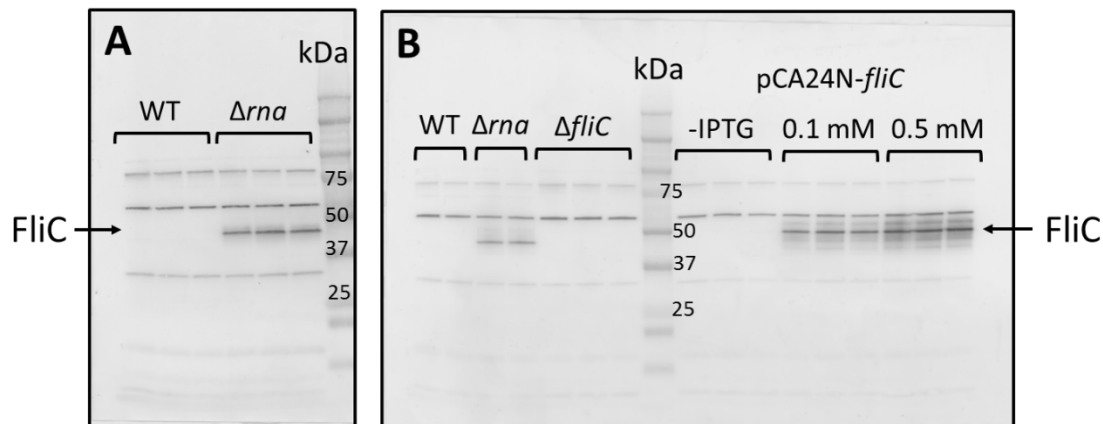 A
kDa
WT Δrna
75
50
FliC
37
25
B
kDa
pCA24N-fliC
WT Δrna ΔfliC -IPTG 0.1 mM 0.5 mM
75
50
FliC
37
25